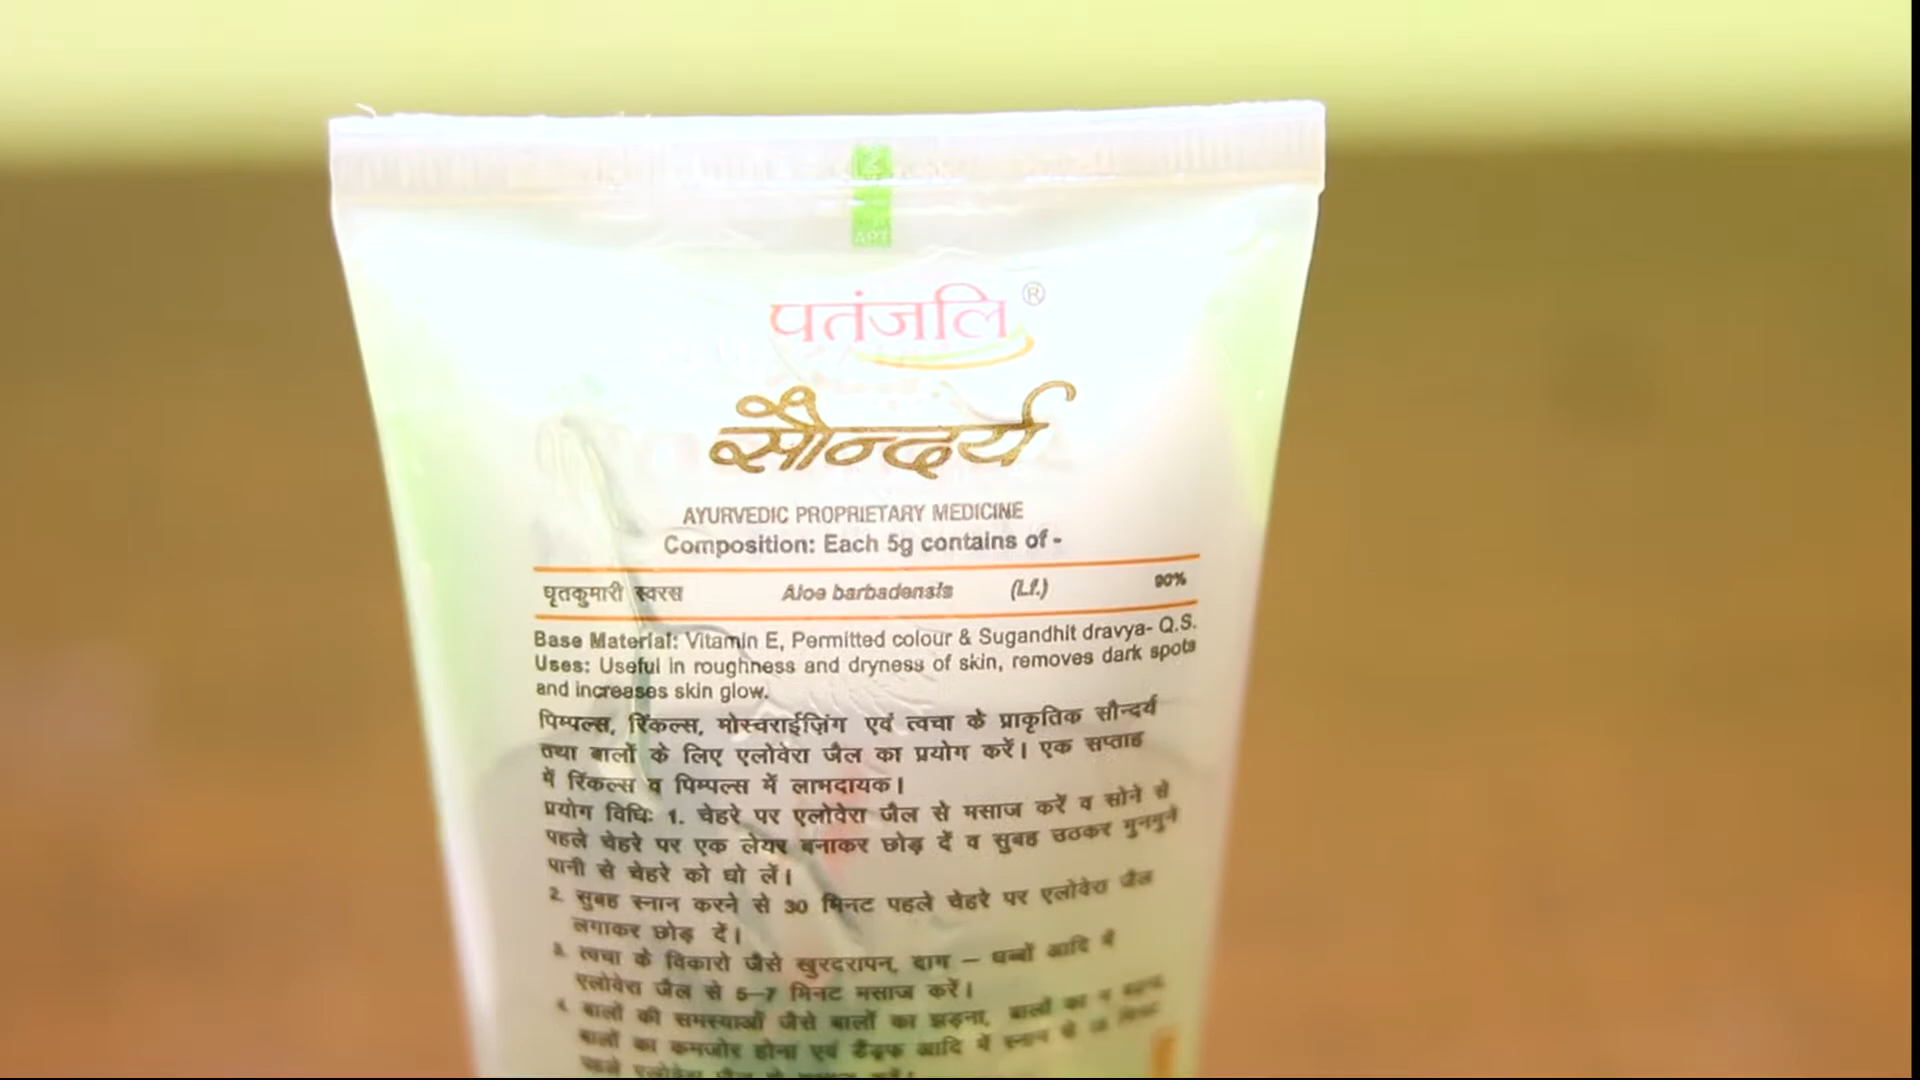 पतंजलि ®
सौन्दर्य
AYURVEDIC PROPRIETARY MEDICINE
Composition: Each 5g contains of -
घृतकुमारी स्वरस Aloe barbadensis (Lf.) 90%
Base Material: Vitamin E, Permitted colour & Sugandhit dravya- Q.S.
Uses: Useful in roughness and dryness of skin, removes dark spots
and increases skin glow.
पिम्पल्स, रिंकल्स, मोस्चराईज़िंग एवं त्वचा के प्राकृतिक सौन्दर्य
तथा बालों के लिए एलोवेरा जैल का प्रयोग करें। एक सप्ताह
में रिंकल्स व पिम्पल्स में लाभदायक।
प्रयोग विधिः 1. चेहरे पर एलोवेरा जैल से मसाज करें व सोने से
पहले चेहरे पर एक लेयर बनाकर छोड़ दें व सुबह उठकर गुनगुने
पानी से चेहरे को धो लें।
2. सुबह स्नान करने से 30 मिनट पहले चेहरे पर एलोवेरा जैल
लगाकर छोड़ दें।
3. त्वचा के विकारो जैसे खुरदरापन, दाग – धब्बों आदि में
एलोवेरा जैल से 5–7 मिनट मसाज करें।
4. बालों की समस्याओं जैसे बालों का झड़ना, बालों का न
बालों का कमजोर होना एवं डैंड्रफ आदि में स्नान से
पहले एलोवेरा जैल